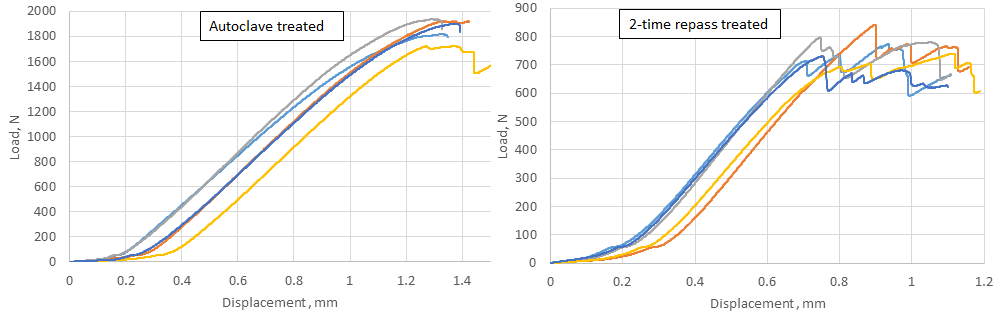 Autoclave treated
2000
1800
1600
1400
1200
1000
800
600
400
200
0
Load, N
0 0.2 0.4 0.6 0.8 1 1.2 1.4
Displacement , mm
2-time repass treated
900
800
700
600
500
400
300
200
100
0
Load, N
0 0.2 0.4 0.6 0.8 1 1.2
Displacement , mm